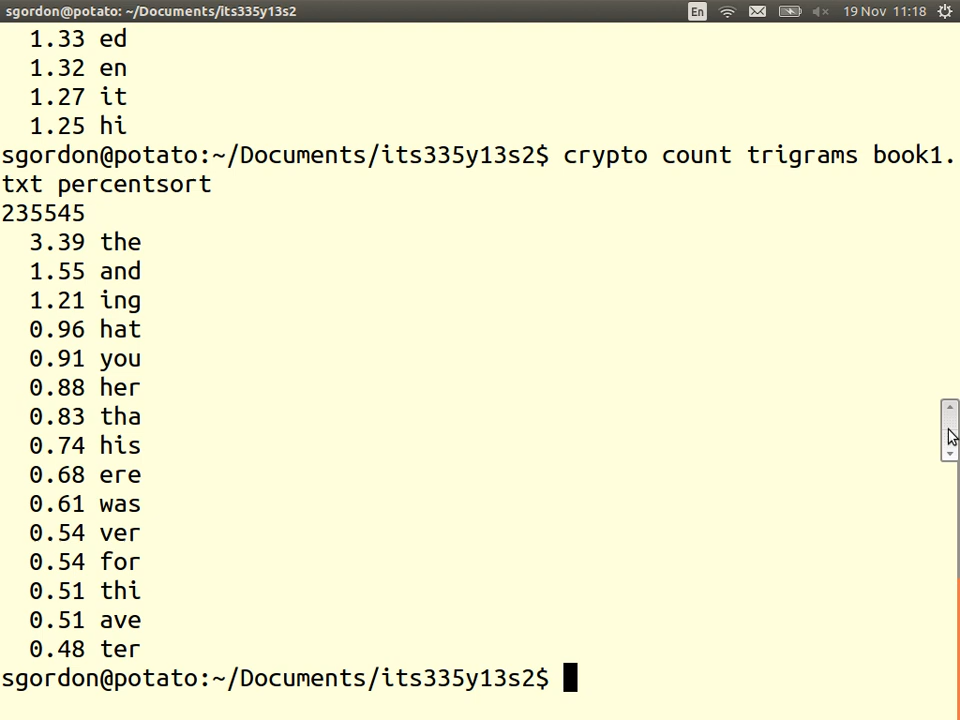 sgordon@potato: ~/Documents/its335y13s2 En 19 Nov 11:18
1.33 ed
1.32 en
1.27 it
1.25 hi
sgordon@potato:~/Documents/its335y13s2$ crypto count trigrams book1.
txt percentsort
235545
3.39 the
1.55 and
1.21 ing
0.96 hat
0.91 you
0.88 her
0.83 tha
0.74 his
0.68 ere
0.61 was
0.54 ver
0.54 for
0.51 thi
0.51 ave
0.48 ter
sgordon@potato:~/Documents/its335y13s2$